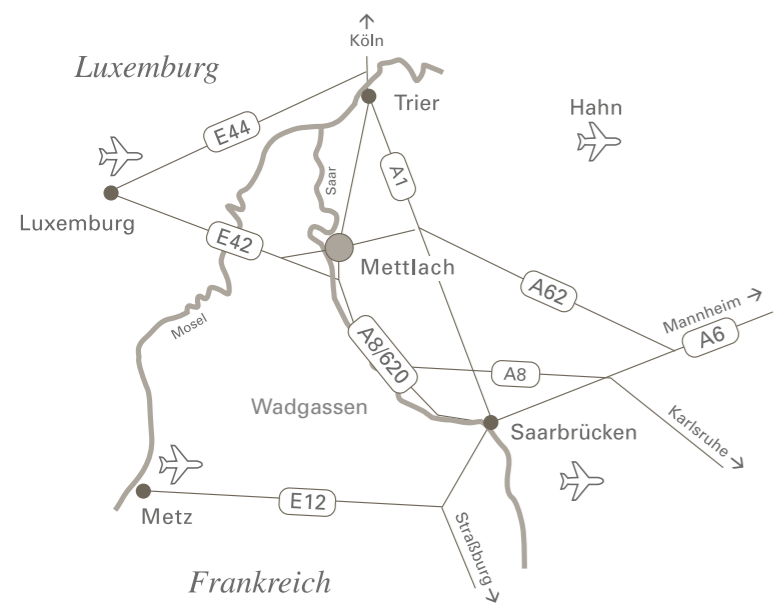 Köln
Luxemburg
Trier
Hahn
E44
A1
Saar
Luxemburg
E42
Mettlach
A62
Mannheim
A6
Mosel
A8/620
A8
Wadgassen
Karlsruhe
Saarbrücken
E12
Metz
Straßburg
Frankreich